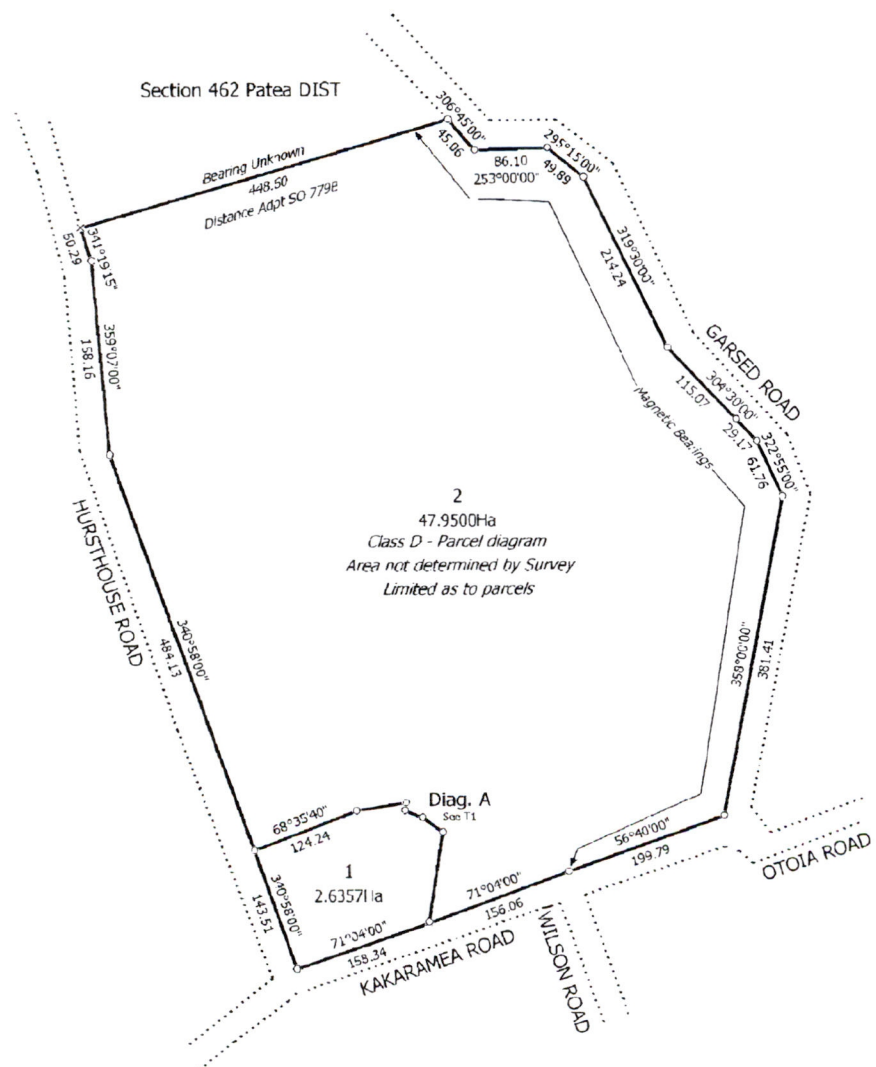 Section 462 Patea DIST
306°45'00"
45.06
86.10
253°00'00"
295°15'00"
49.89
Bearing Unknown
448.60
Distance Adpt SO 779B
341°19'15"
50.29
319°30'00"
214.24
359°07'00"
158.16
GARSED ROAD
304°30'00"
115.07
29.17
322°55'00"
61.76
Magnetic Bearings
2
47.9500Ha
Class D - Parcel diagram
Area not determined by Survey
Limited as to parcels
HURSTHOUSE ROAD
340°58'00"
484.13
358°00'00"
381.41
Diag. A
See T1
68°35'40"
124.24
56°40'00"
199.79
OTOIA ROAD
1
2.6357Ha
340°58'00"
143.51
71°04'00"
156.06
71°04'00"
158.34
KAKARAMEA ROAD
WILSON ROAD